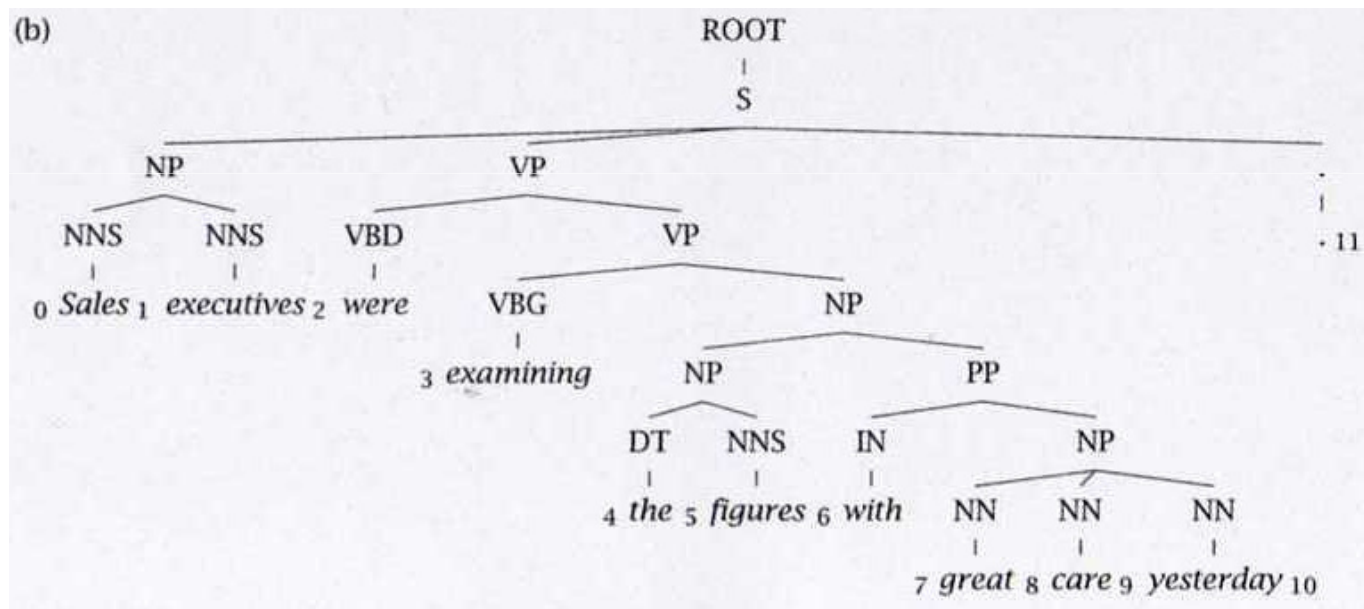 (b) ROOT
S
NP VP .
NNS NNS VBD VP . 11
0 Sales 1 executives 2 were VBG NP
3 examining NP PP
DT NNS IN NP
4 the 5 figures 6 with NN NN NN
7 great 8 care 9 yesterday 10